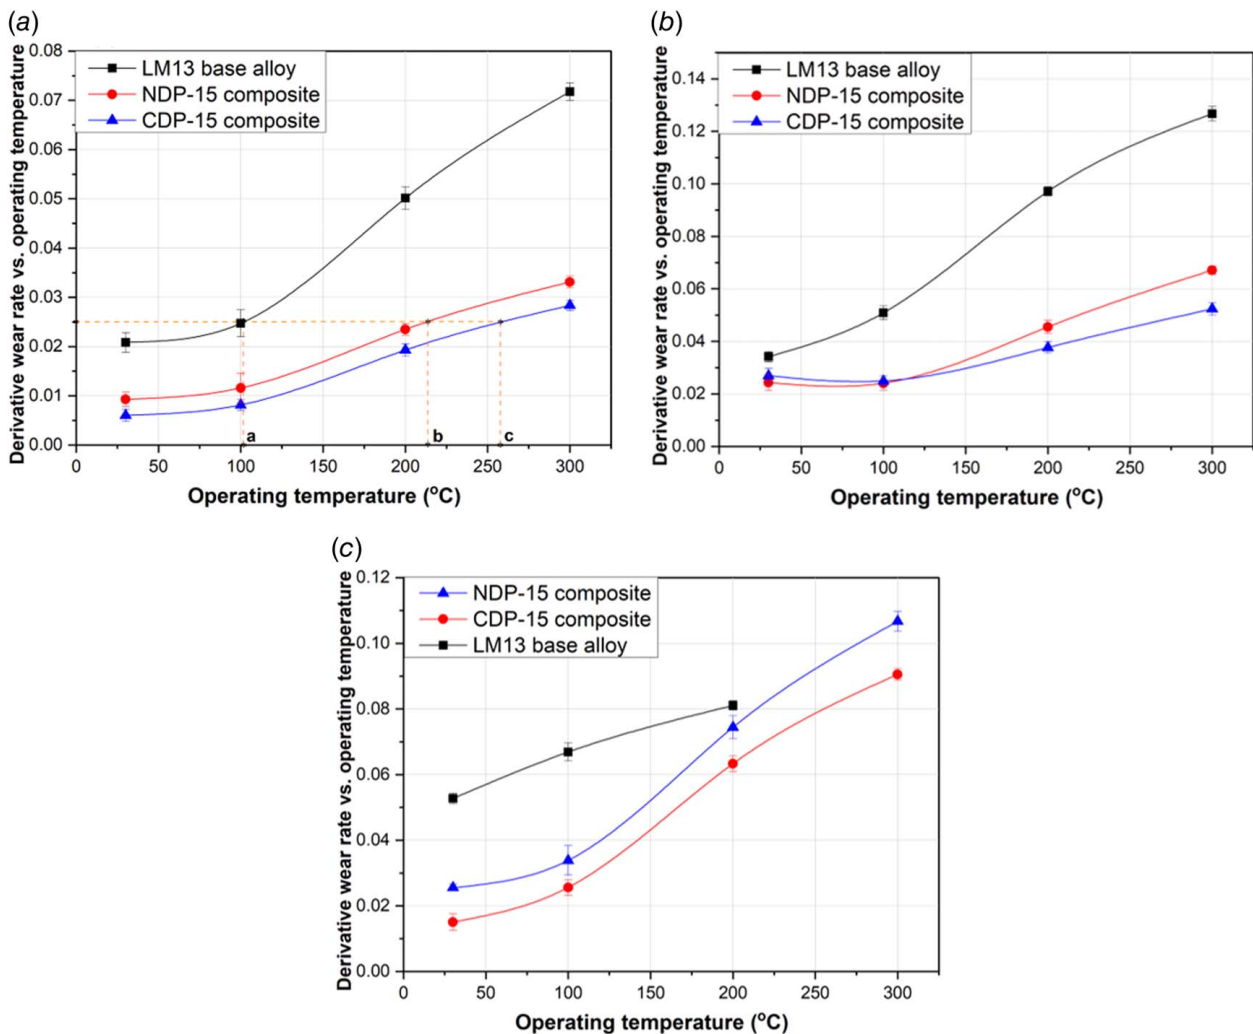 (a)
Derivative wear rate vs. operating temperature
0.08
0.07
0.06
0.05
0.04
0.03
0.02
0.01
0.00
LM13 base alloy
NDP-15 composite
CDP-15 composite
a
b
c
0
50
100
150
200
250
300
Operating temperature (°C)
(b)
Derivative wear rate vs. operating temperature
0.14
0.12
0.10
0.08
0.06
0.04
0.02
0.00
LM13 base alloy
NDP-15 composite
CDP-15 composite
0
50
100
150
200
250
300
Operating temperature (°C)
(c)
Derivative wear rate vs. operating temperature
0.12
0.10
0.08
0.06
0.04
0.02
0.00
NDP-15 composite
CDP-15 composite
LM13 base alloy
0
50
100
150
200
250
300
Operating temperature (°C)